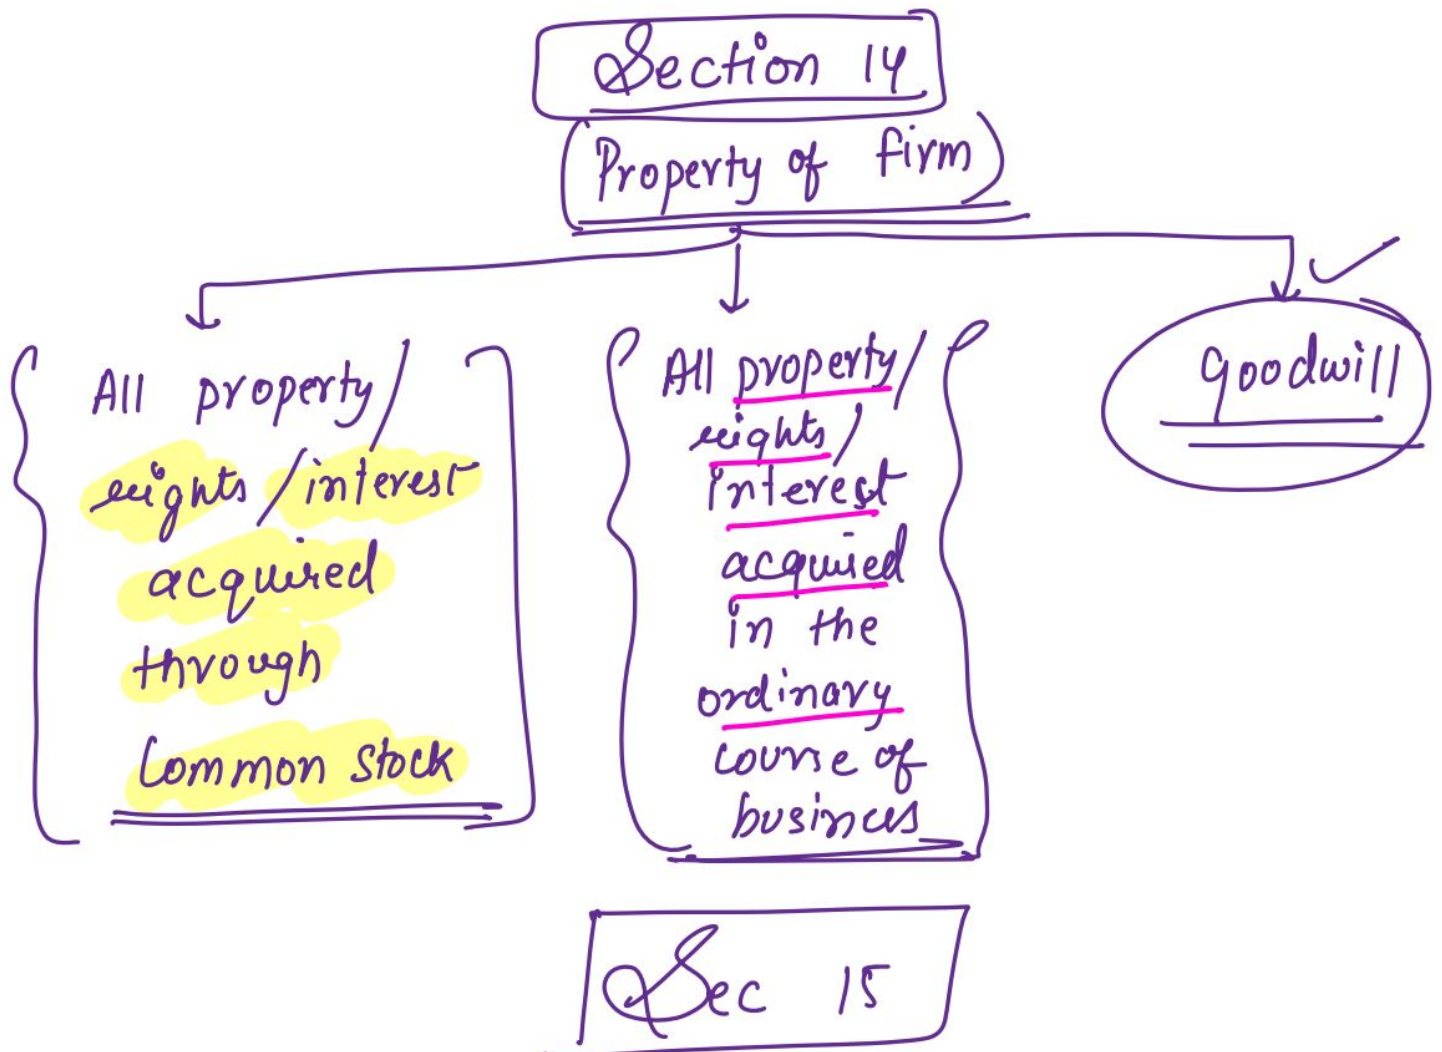 Section 14
Property of firm
All property/
rights/interest
acquired
through
Common Stock
All property/
rights/
interest
acquired
in the
ordinary
course of
business
Goodwill
Sec 15